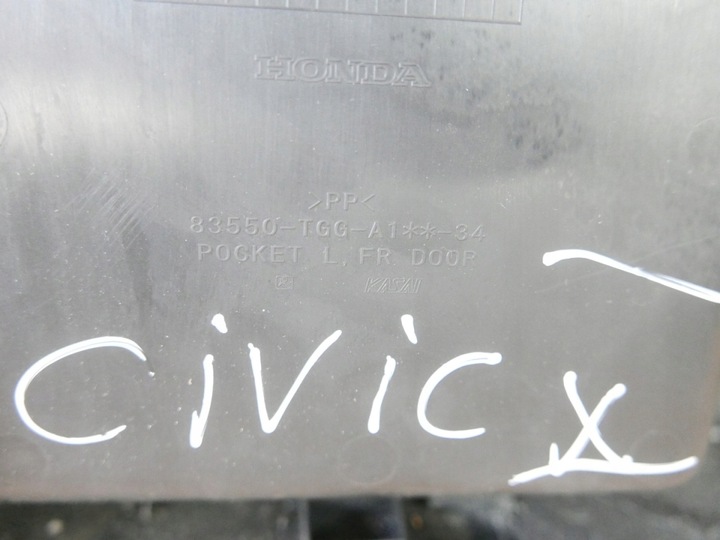 HONDA
>PP<
83550-TGG-A1**-34
POCKET L, FR DOOR
KASAI
civic X